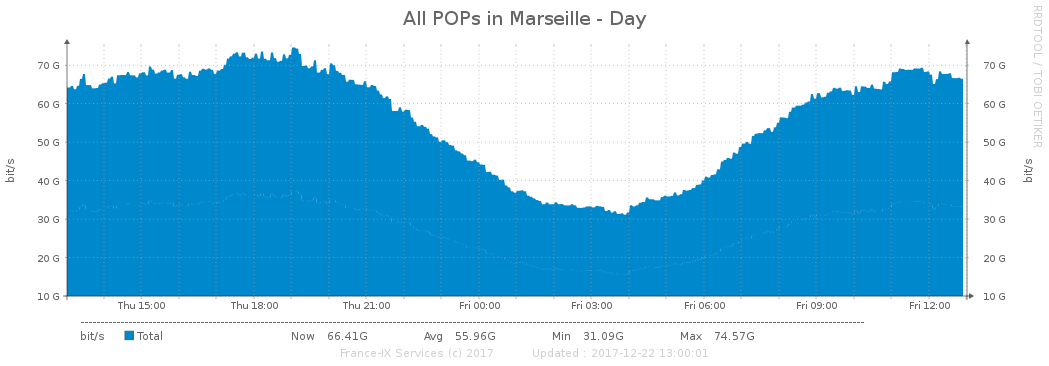 All POPs in Marseille - Day
RRDTOOL / TOBI OETIKER
bit/s
70 G
60 G
50 G
40 G
30 G
20 G
10 G
70 G
60 G
50 G
40 G
30 G
20 G
10 G
bit/s
Thu 15:00 Thu 18:00 Thu 21:00 Fri 00:00 Fri 03:00 Fri 06:00 Fri 09:00 Fri 12:00
bit/s Total Now 66.41G Avg 55.96G Min 31.09G Max 74.57G
France-IX Services (c) 2017 Updated : 2017-12-22 13:00:01